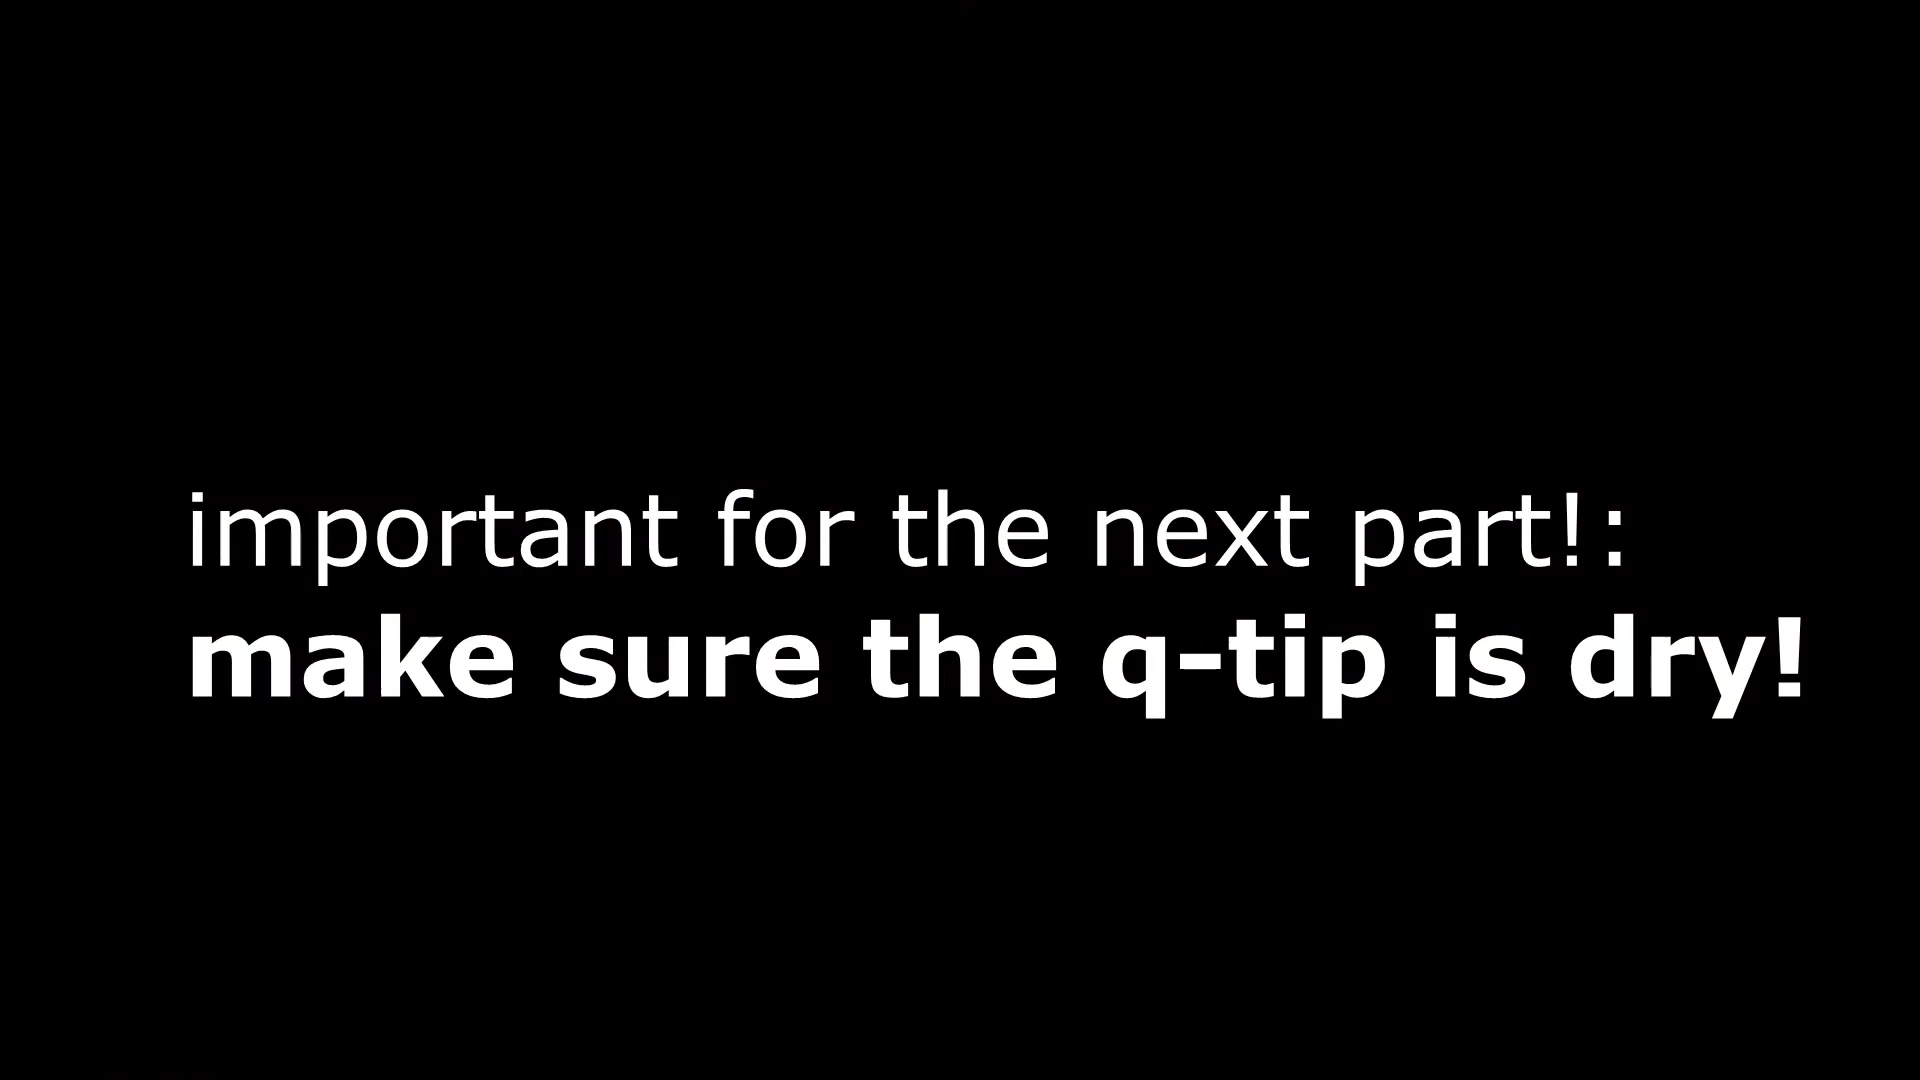 important for the next part!:
make sure the q-tip is dry!